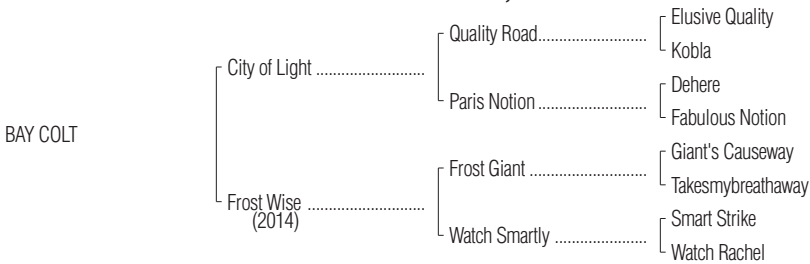 Elusive Quality
Quality Road..........................
Kobla
City of Light ..........................
Dehere
Paris Notion ..........................
Fabulous Notion
BAY COLT
Giant's Causeway
Frost Giant ............................
Takesmybreathaway
Frost Wise ............................
(2014)
Smart Strike
Watch Smartly ......................
Watch Rachel